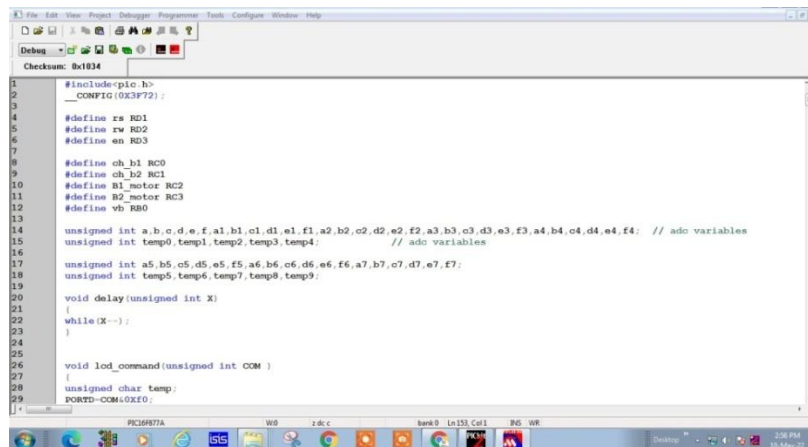 File Edit View Project Debugger Programmer Tools Configure Window Help
Debug
Checksum: 0x1034
1 #include<pic.h>
2 __CONFIG(0X3F72);
3
4 #define rs RD1
5 #define rw RD2
6 #define en RD3
7
8 #define ch_b1 RC0
9 #define ch_b2 RC1
10 #define B1_motor RC2
11 #define B2_motor RC3
12 #define vb RB0
13
14 unsigned int a,b,c,d,e,f,a1,b1,c1,d1,e1,f1,a2,b2,c2,d2,e2,f2,a3,b3,c3,d3,e3,f3,a4,b4,c4,d4,e4,f4; // adc variables
15 unsigned int temp0,temp1,temp2,temp3,temp4; // adc variables
16
17 unsigned int a5,b5,c5,d5,e5,f5,a6,b6,c6,d6,e6,f6,a7,b7,c7,d7,e7,f7;
18 unsigned int temp5,temp6,temp7,temp8,temp9;
19
20 void delay(unsigned int X)
21 {
22 while(X--);
23 }
24
25
26 void lcd_command(unsigned int COM )
27 {
28 unsigned char temp;
29 PORTD=COM&0Xf0;
PIC16F877A W:0 z dc c bank 0 Ln 153, Col 1 INS WR
isis
Desktop
2:56 PM